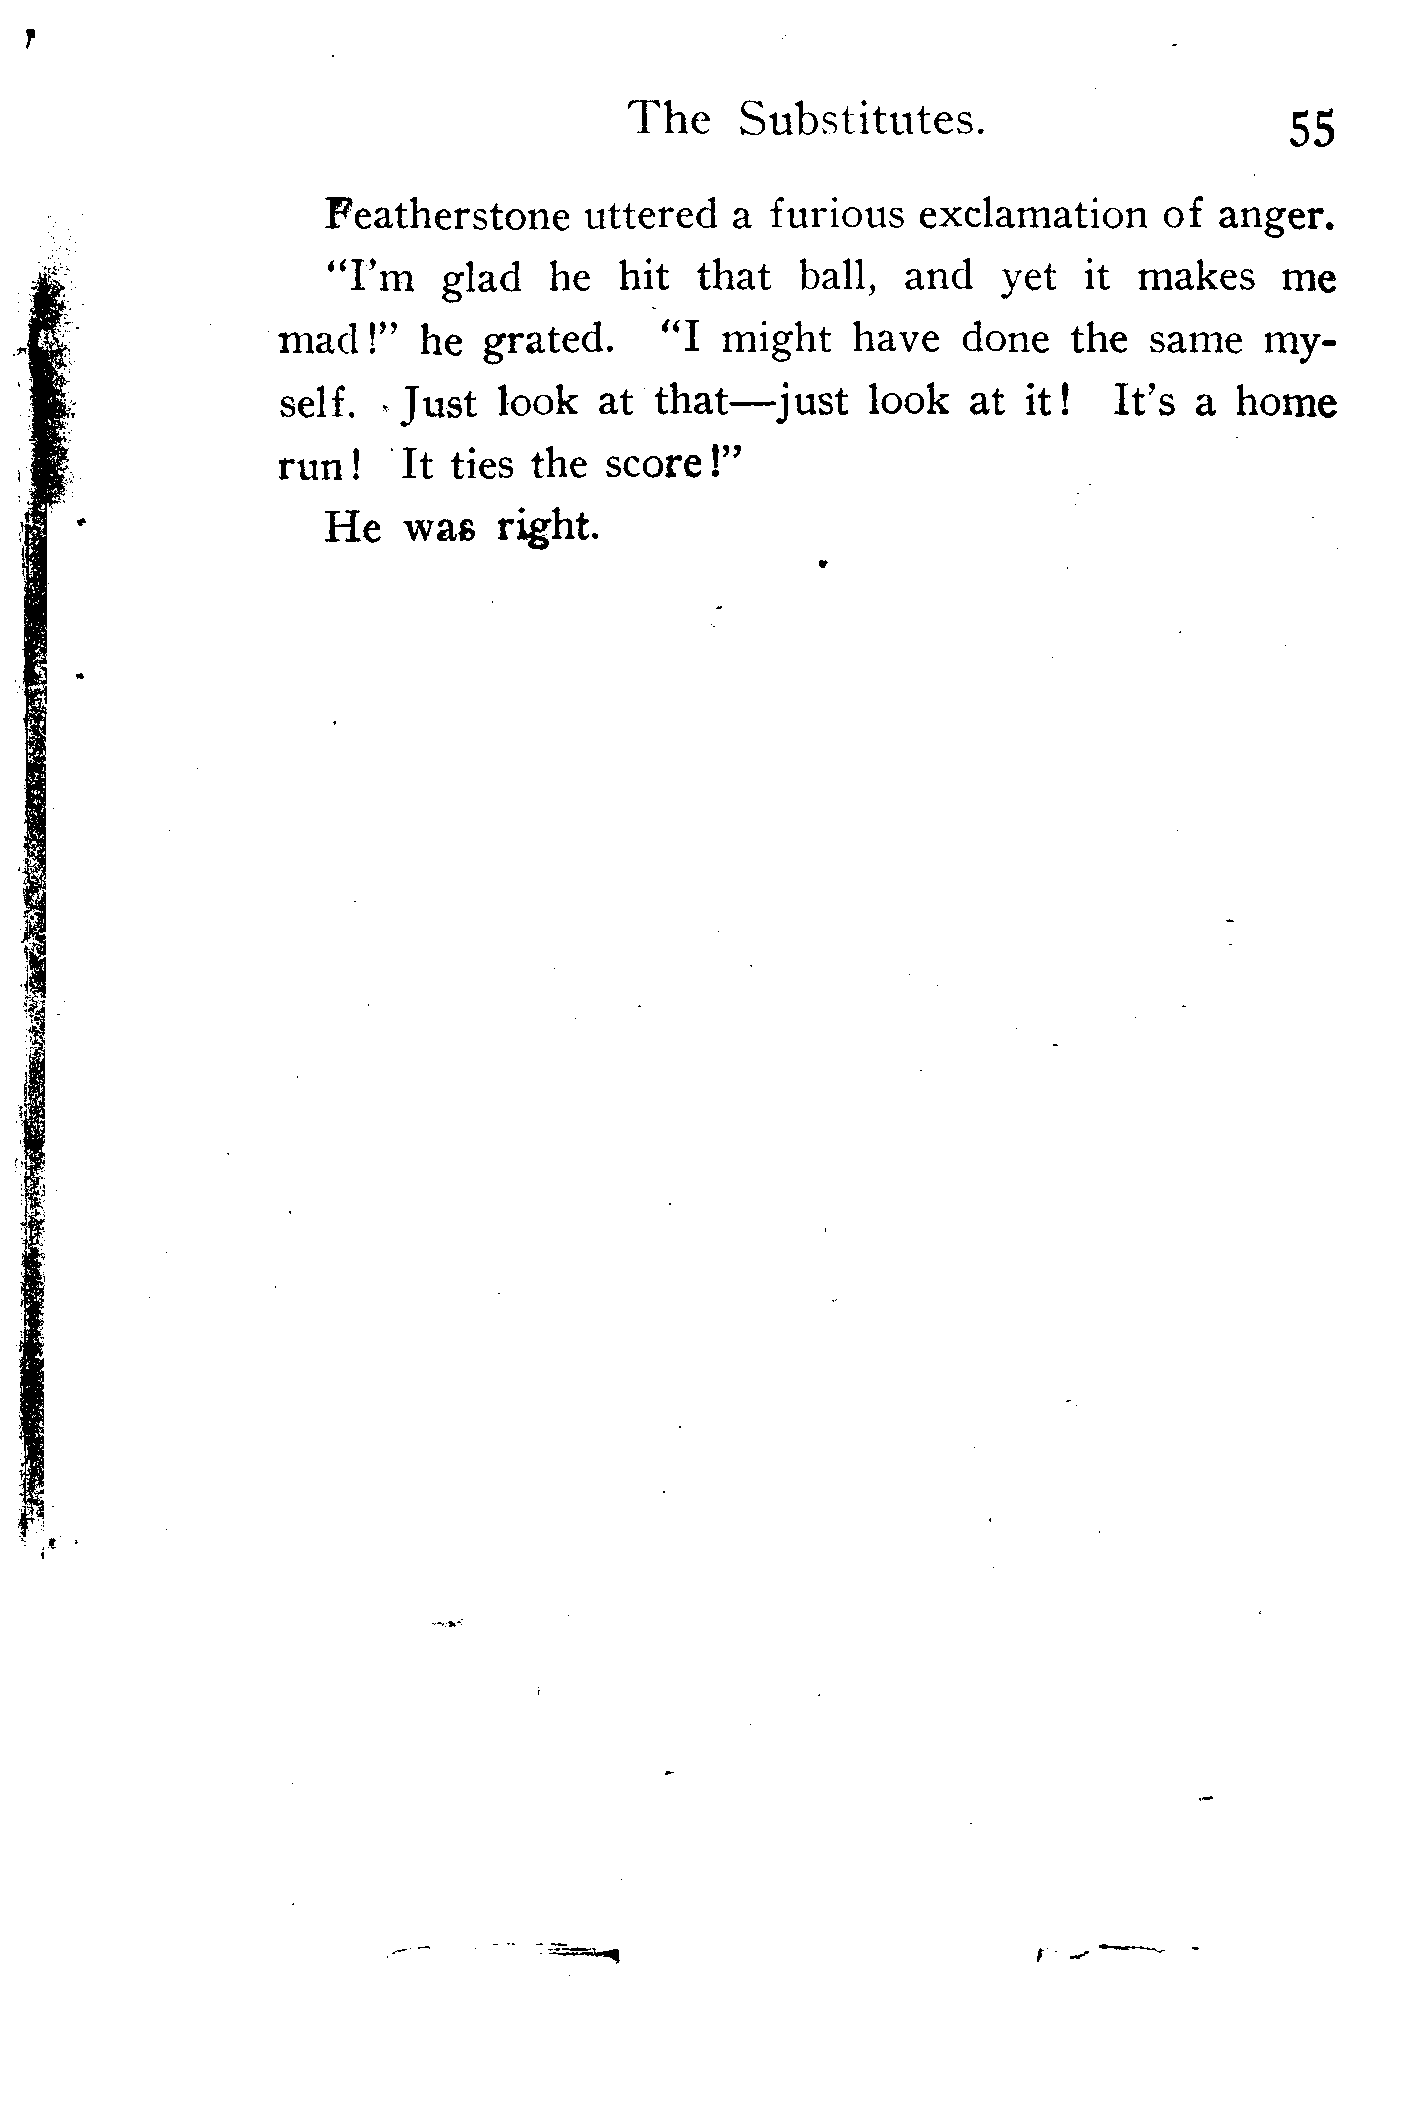 The Substitutes. 55
Featherstone uttered a furious exclamation of anger.
"I'm glad he hit that ball, and yet it makes me
mad!" he grated. "I might have done the same my-
self. Just look at that—just look at it! It's a home
run! It ties the score!"
He was right.